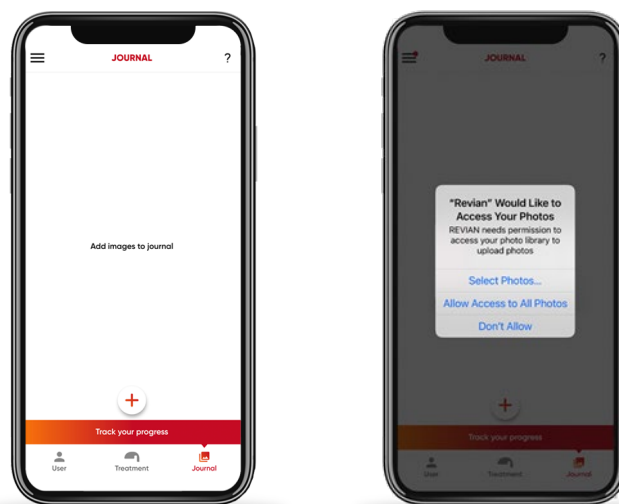 JOURNAL
?
Add images to journal
+
Track your progress
User
Treatment
Journal
JOURNAL
?
"Revian" Would Like to
Access Your Photos
REVIAN needs permission to
access your photo library to
upload photos
Select Photos...
Allow Access to All Photos
Don't Allow
+
Track your progress
User
Treatment
Journal